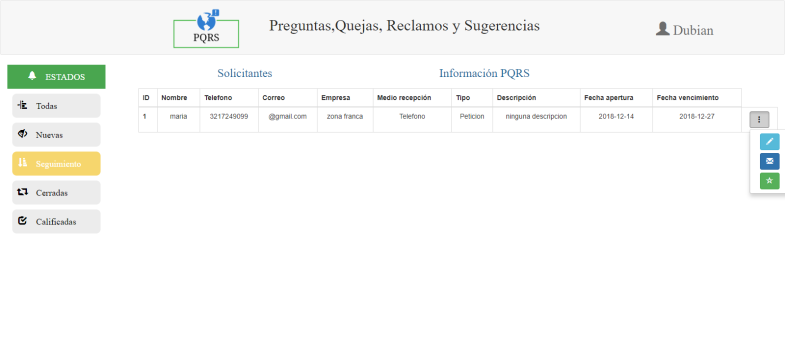 Preguntas,Quejas, Reclamos y Sugerencias
PQRS
Dubian
ESTADOS
Todas
Nuevas
Seguimiento
Cerradas
Calificadas
Solicitantes Información PQRS
ID Nombre Telefono Correo Empresa Medio recepción Tipo Descripción Fecha apertura Fecha vencimiento
1 maria 3217249099 @gmail.com zona franca Telefono Peticion ninguna descripcion 2018-12-14 2018-12-27